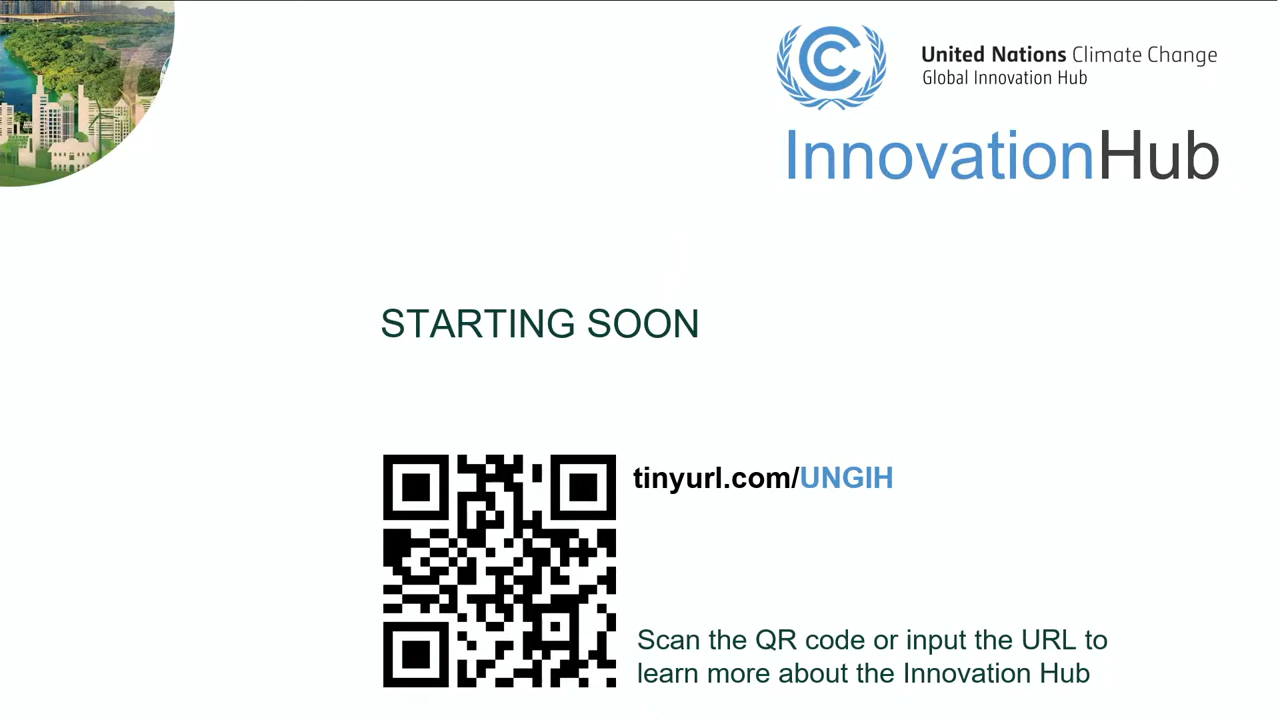 United Nations Climate Change
Global Innovation Hub
InnovationHub
STARTING SOON
tinyurl.com/UNGIH
Scan the QR code or input the URL to
learn more about the Innovation Hub